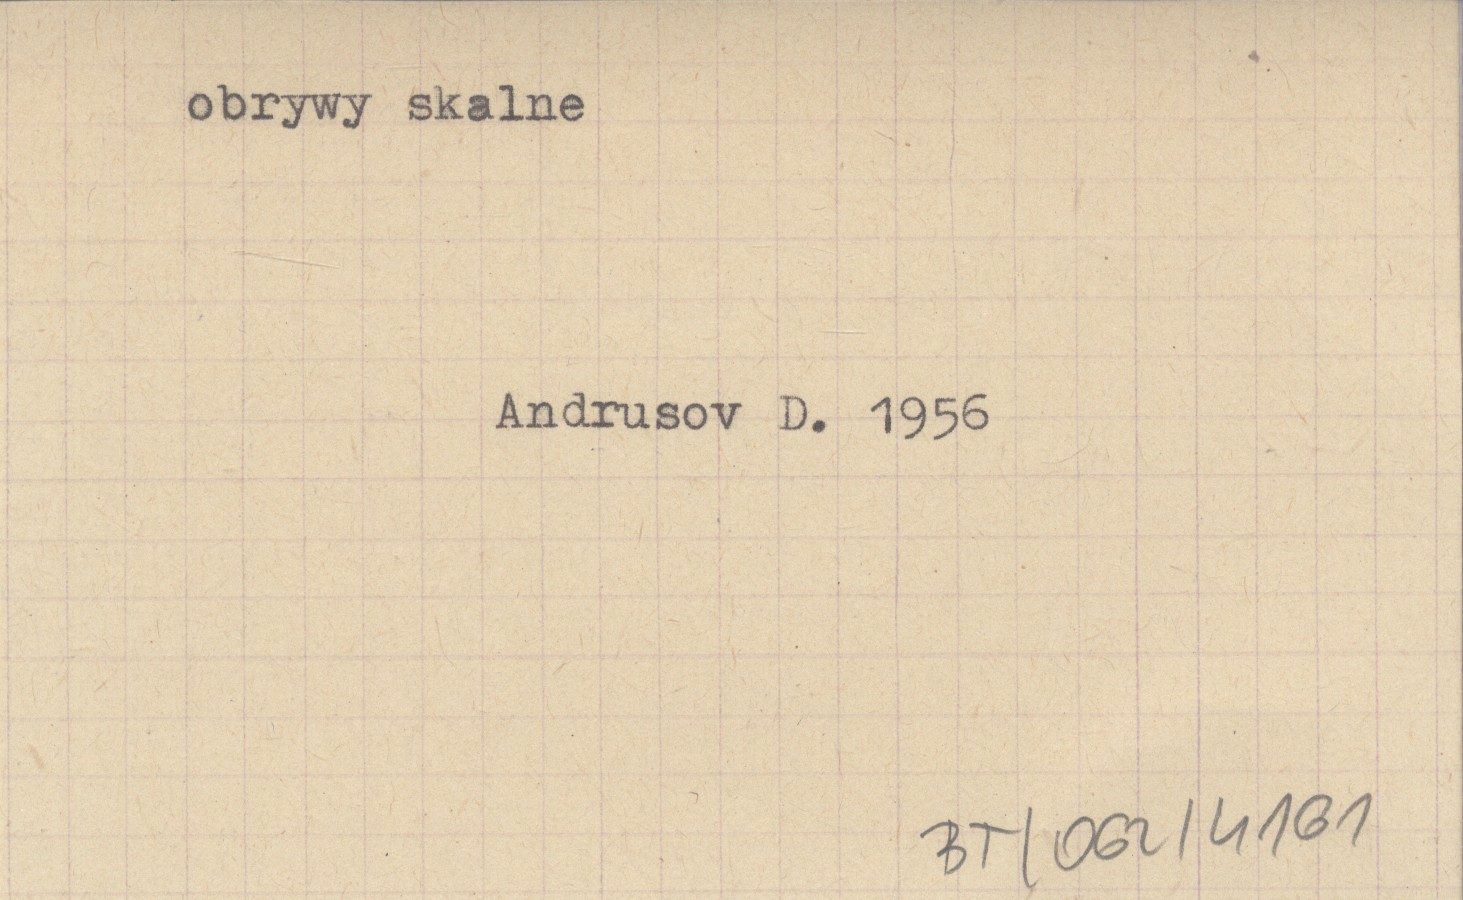 obrywy skalne
Andrusov D. 1956
BT/062/4161